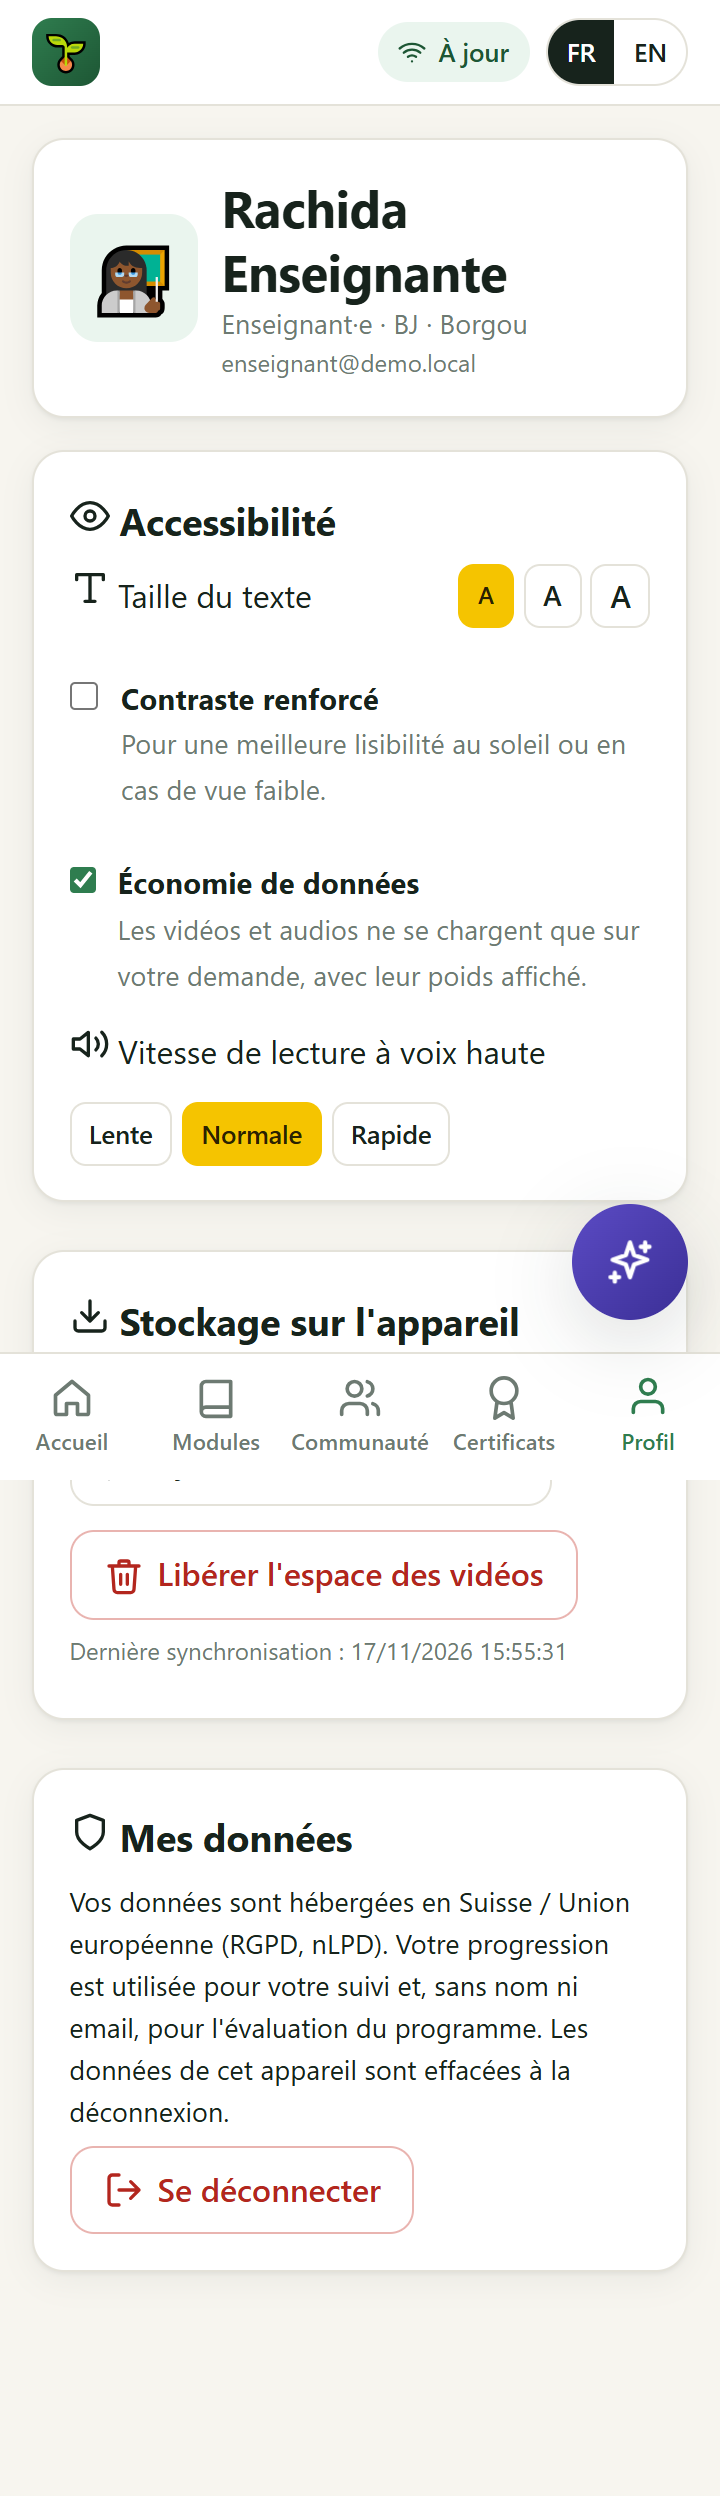 À jour
FR
EN
Rachida
Enseignante
Enseignant·e · BJ · Borgou
enseignant@demo.local
Accessibilité
Taille du texte
A
A
A
Contraste renforcé
Pour une meilleure lisibilité au soleil ou en
cas de vue faible.
Économie de données
Les vidéos et audios ne se chargent que sur
votre demande, avec leur poids affiché.
Vitesse de lecture à voix haute
Lente
Normale
Rapide
Stockage sur l'appareil
Accueil
Modules
Communauté
Certificats
Profil
Libérer l'espace des vidéos
Dernière synchronisation : 17/11/2026 15:55:31
Mes données
Vos données sont hébergées en Suisse / Union
européenne (RGPD, nLPD). Votre progression
est utilisée pour votre suivi et, sans nom ni
email, pour l'évaluation du programme. Les
données de cet appareil sont effacées à la
déconnexion.
Se déconnecter